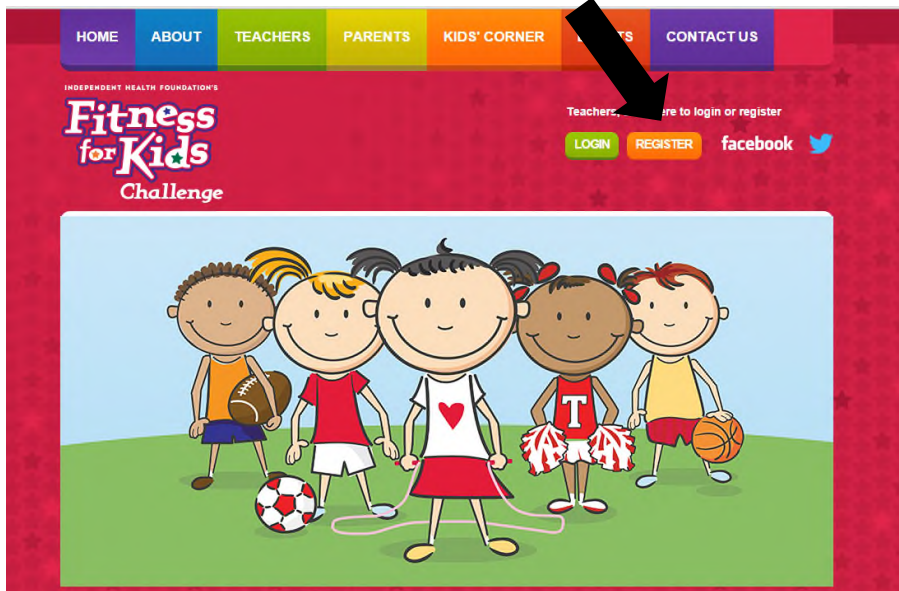 HOME ABOUT TEACHERS PARENTS KIDS' CORNER CONTACT US
INDEPENDENT HEALTH FOUNDATION'S
Fitness
for Kids
Challenge
Teachers, to login or register
LOGIN REGISTER facebook
T